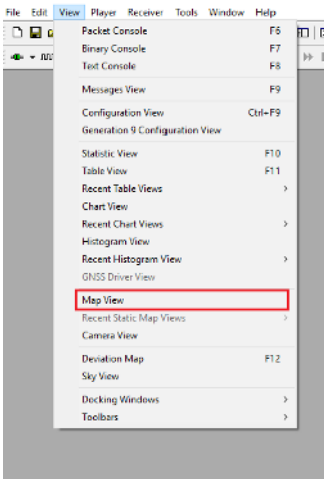 File Edit View Player Receiver Tools Window Help
Packet Console F6
Binary Console F7
Text Console F8
Messages View F9
Configuration View Ctrl+F9
Generation 9 Configuration View
Statistic View F10
Table View F11
Recent Table Views
Chart View
Recent Chart Views
Histogram View
Recent Histogram View
GNSS Driver View
Map View
Recent Static Map Views
Camera View
Deviation Map F12
Sky View
Docking Windows
Toolbars